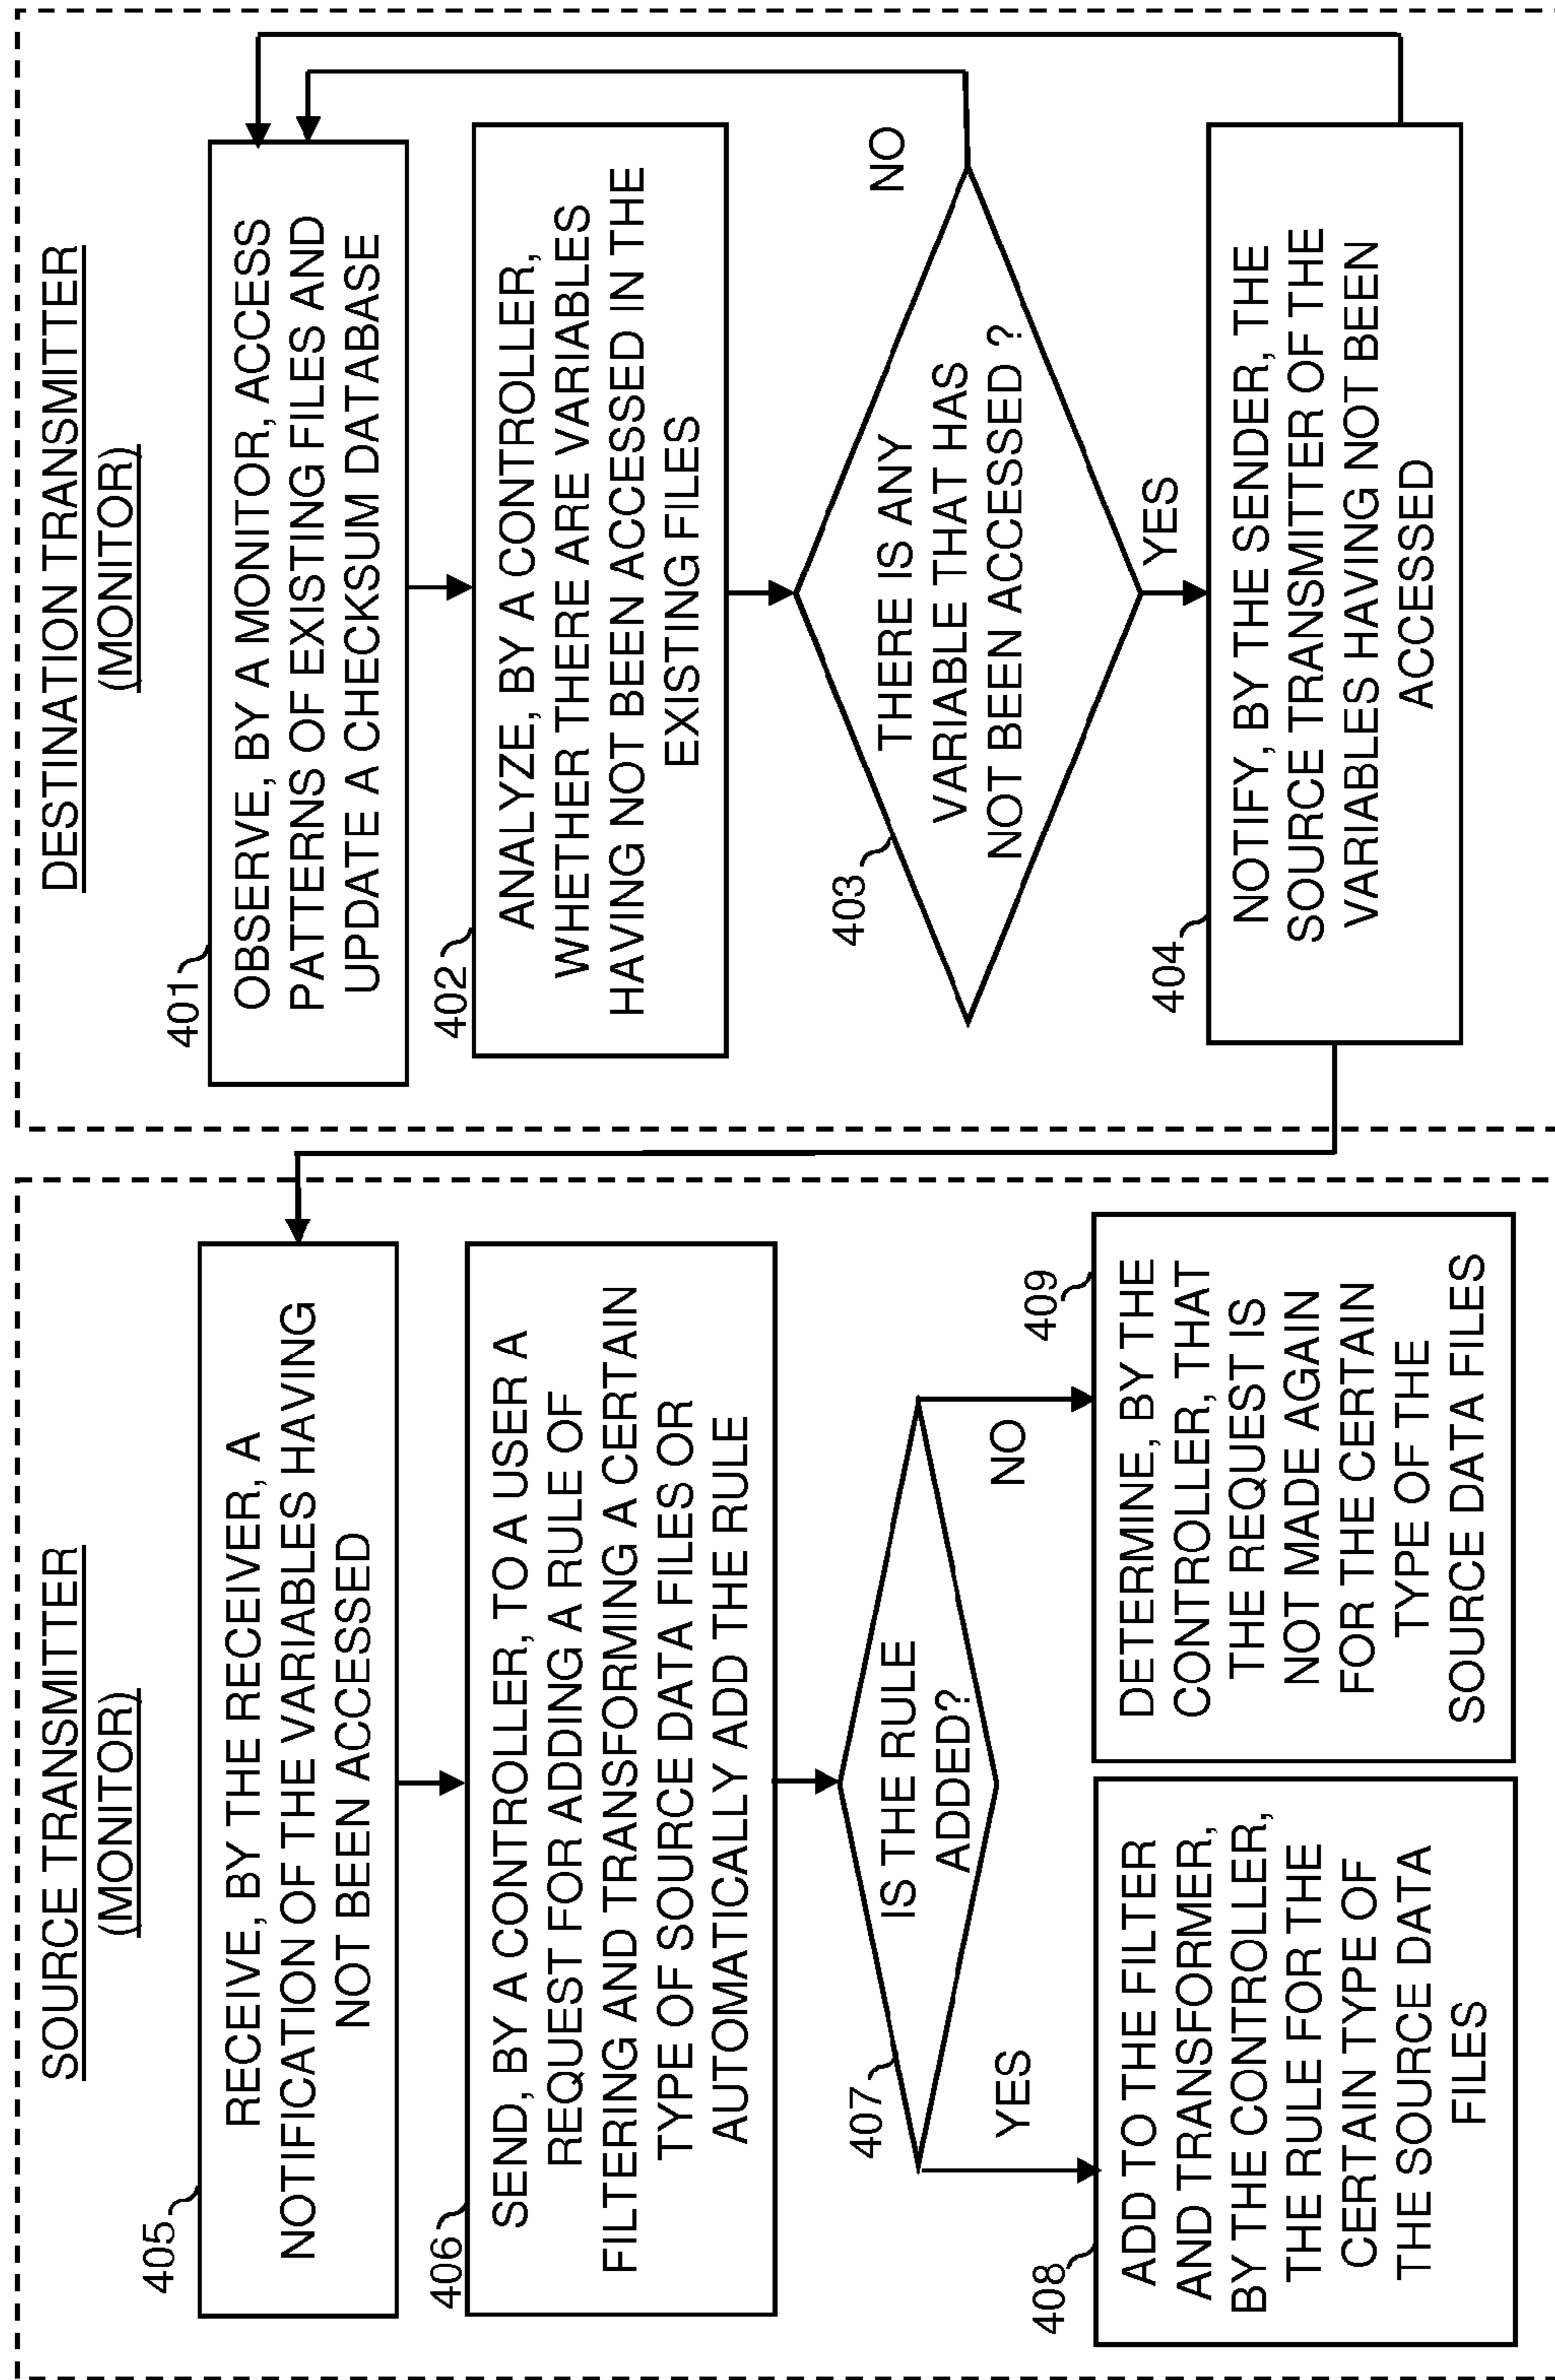 SOURCE TRANSMITTER
(MONITOR)
405
RECEIVE, BY THE RECEIVER, A
NOTIFICATION OF THE VARIABLES HAVING
NOT BEEN ACCESSED
406
SEND, BY A CONTROLLER, TO A USER A
REQUEST FOR ADDING A RULE OF
FILTERING AND TRANSFORMING A CERTAIN
TYPE OF SOURCE DATA FILES OR
AUTOMATICALLY ADD THE RULE
407
IS THE RULE
ADDED?
YES
NO
408
ADD TO THE FILTER
AND TRANSFORMER,
BY THE CONTROLLER,
THE RULE FOR THE
CERTAIN TYPE OF
THE SOURCE DATA
FILES
409
DETERMINE, BY THE
CONTROLLER, THAT
THE REQUEST IS
NOT MADE AGAIN
FOR THE CERTAIN
TYPE OF THE
SOURCE DATA FILES
DESTINATION TRANSMITTER
(MONITOR)
401
OBSERVE, BY A MONITOR, ACCESS
PATTERNS OF EXISTING FILES AND
UPDATE A CHECKSUM DATABASE
402
ANALYZE, BY A CONTROLLER,
WHETHER THERE ARE VARIABLES
HAVING NOT BEEN ACCESSED IN THE
EXISTING FILES
403
THERE IS ANY
VARIABLE THAT HAS
NOT BEEN ACCESSED ?
NO
YES
404
NOTIFY, BY THE SENDER, THE
SOURCE TRANSMITTER OF THE
VARIABLES HAVING NOT BEEN
ACCESSED